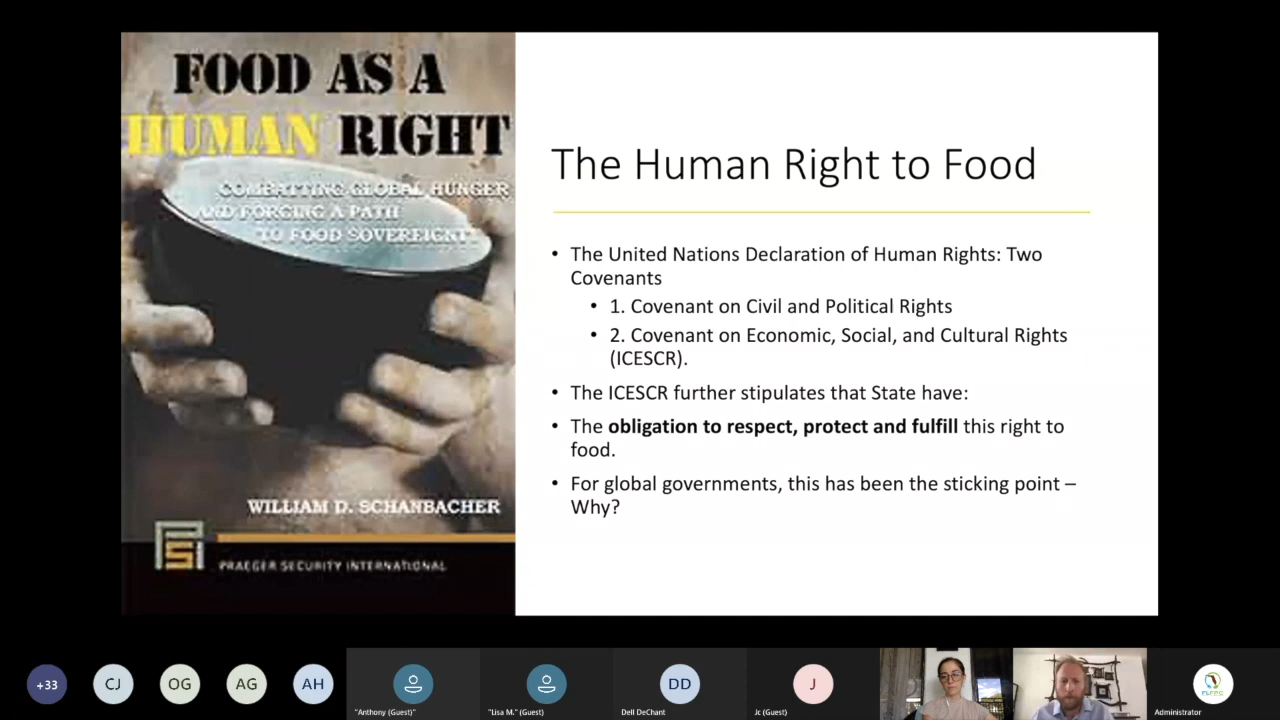 FOOD AS A
HUMAN RIGHT
COMBATTING GLOBAL HUNGER
AND FORGING A PATH
TO FOOD SOVEREIGNTY
WILLIAM D. SCHANBACHER
PSI
PRAEGER SECURITY INTERNATIONAL
The Human Right to Food
• The United Nations Declaration of Human Rights: Two
Covenants
• 1. Covenant on Civil and Political Rights
• 2. Covenant on Economic, Social, and Cultural Rights
(ICESCR).
• The ICESCR further stipulates that State have:
• The obligation to respect, protect and fulfill this right to
food.
• For global governments, this has been the sticking point –
Why?
+33
CJ
OG
AG
AH
"Anthony (Guest)"
"Lisa M." (Guest)
DD
Dell DeChant
J
Jc (Guest)
FLFPC
Administrator